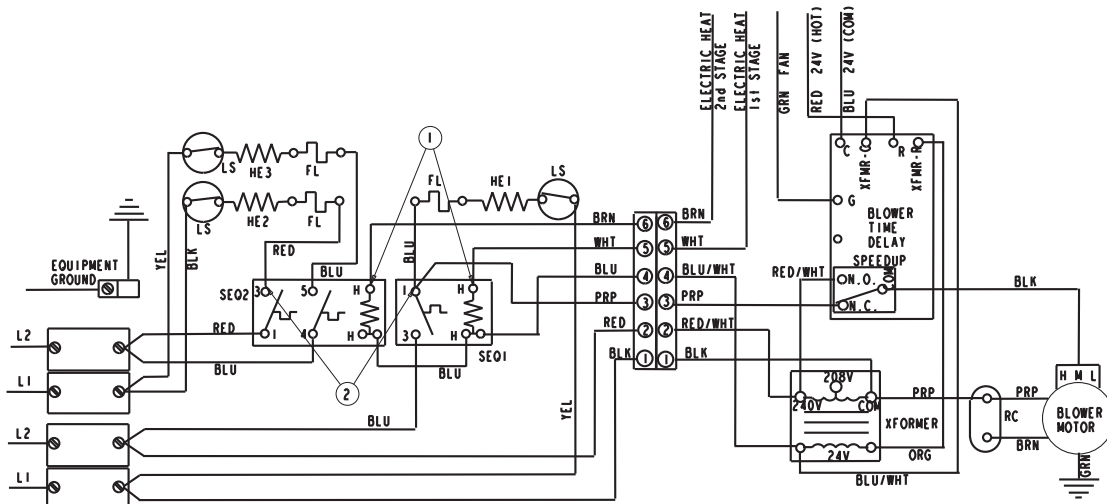 ELECTRIC HEAT
2nd STAGE
ELECTRIC HEAT
1st STAGE
GRN FAN
RED 24V (HOT)
BLU 24V (COM)
C
XFMR-C
R
XFMR-R
G
BLOWER
TIME
DELAY
SPEEDUP
N.O.
COM
N.C.
LS
HE3
FL
LS
HE2
FL
1
FL
HE1
LS
BLU
YEL
BLK
RED
BLU
EQUIPMENT
GROUND
SEQ2
3
5
H
1
4
H
1
H
3
H
SEQ1
BLU
2
BRN
WHT
BLU
PRP
RED
BLK
6
5
4
3
2
1
6
5
4
3
2
1
BRN
WHT
BLU/WHT
PRP
RED/WHT
BLK
RED/WHT
BLK
L2
RED
BLU
L1
L2
BLU
L1
YEL
208V
240V
COM
XFORMER
24V
PRP
ORG
BLU/WHT
RC
PRP
BRN
H M L
BLOWER
MOTOR
GRN